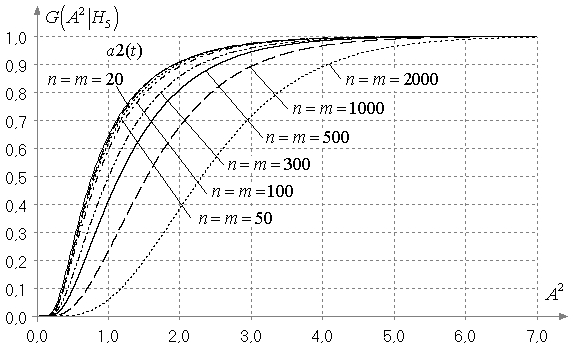 G(A²|H₅)
1,0
0,9
0,8
0,7
0,6
0,5
0,4
0,3
0,2
0,1
0,0
a2(t)
n = m = 20
n = m = 2000
n = m = 1000
n = m = 500
n = m = 300
n = m = 100
n = m = 50
A²
0,0 1,0 2,0 3,0 4,0 5,0 6,0 7,0